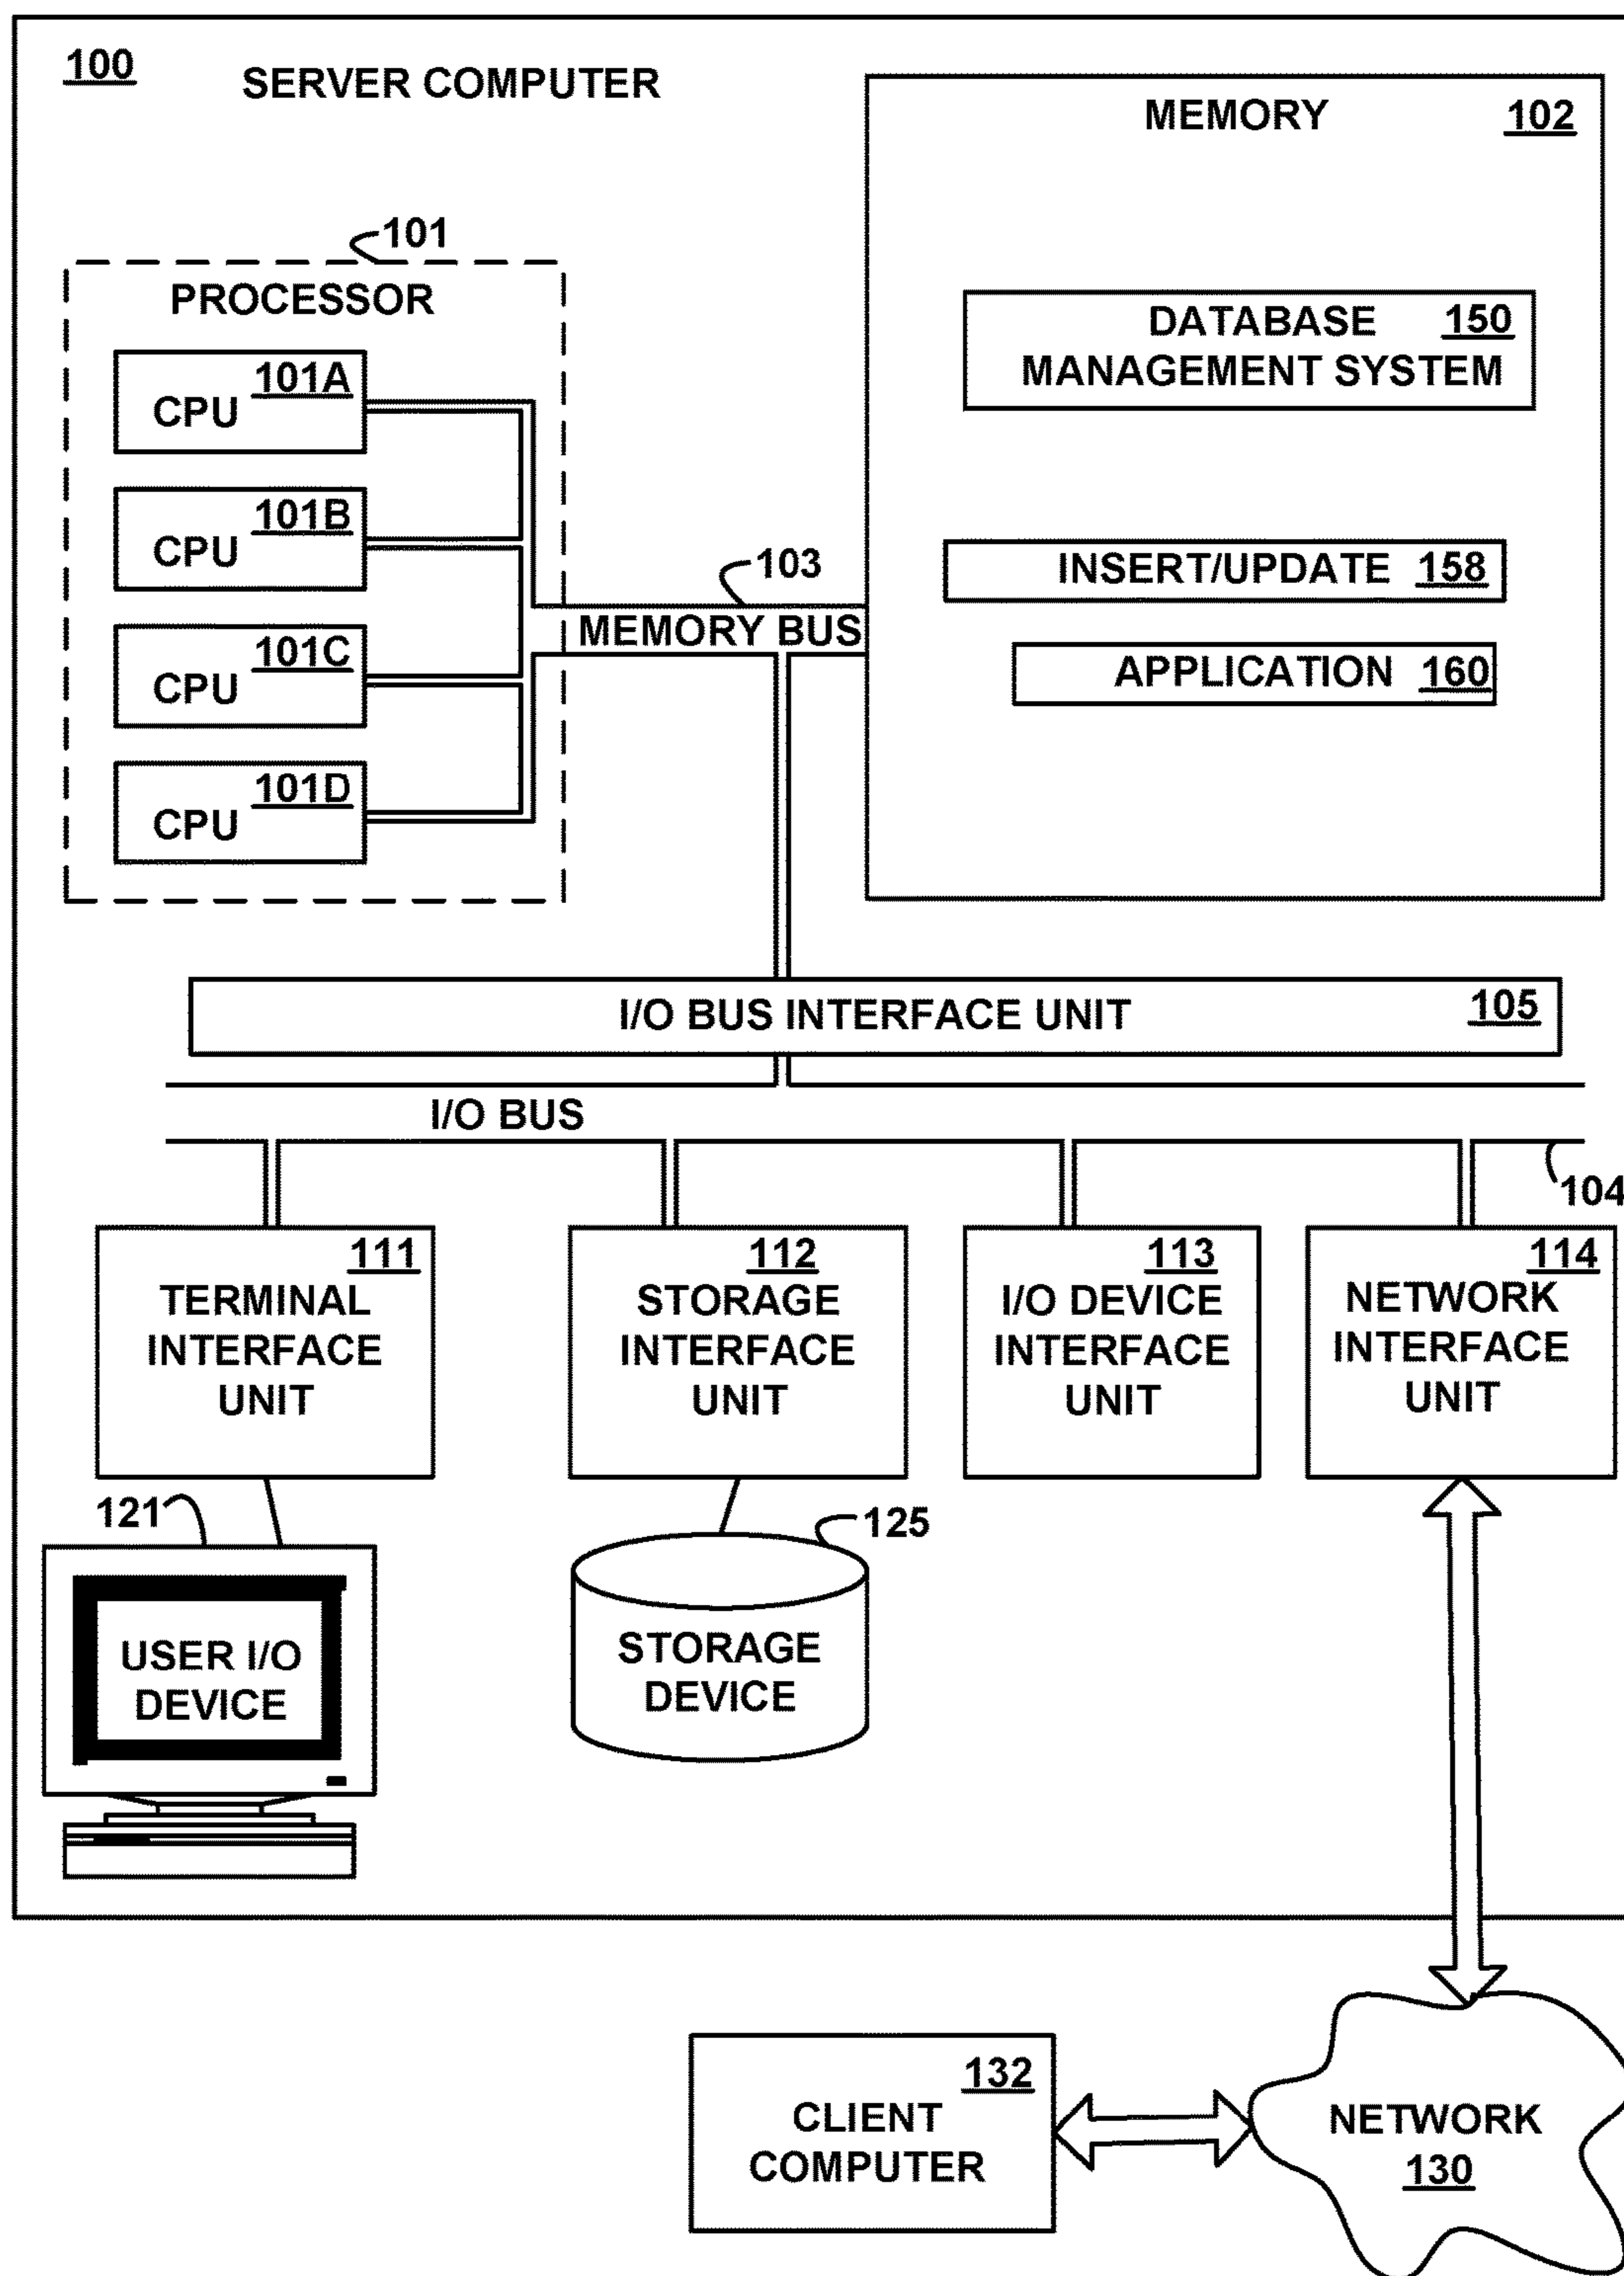 100
SERVER COMPUTER
MEMORY 102
101
PROCESSOR
101A
CPU
101B
CPU
101C
CPU
101D
CPU
DATABASE 150
MANAGEMENT SYSTEM
INSERT/UPDATE 158
APPLICATION 160
103
MEMORY BUS
I/O BUS INTERFACE UNIT 105
I/O BUS
104
111
TERMINAL
INTERFACE
UNIT
112
STORAGE
INTERFACE
UNIT
113
I/O DEVICE
INTERFACE
UNIT
114
NETWORK
INTERFACE
UNIT
121
USER I/O
DEVICE
125
STORAGE
DEVICE
132
CLIENT
COMPUTER
NETWORK
130